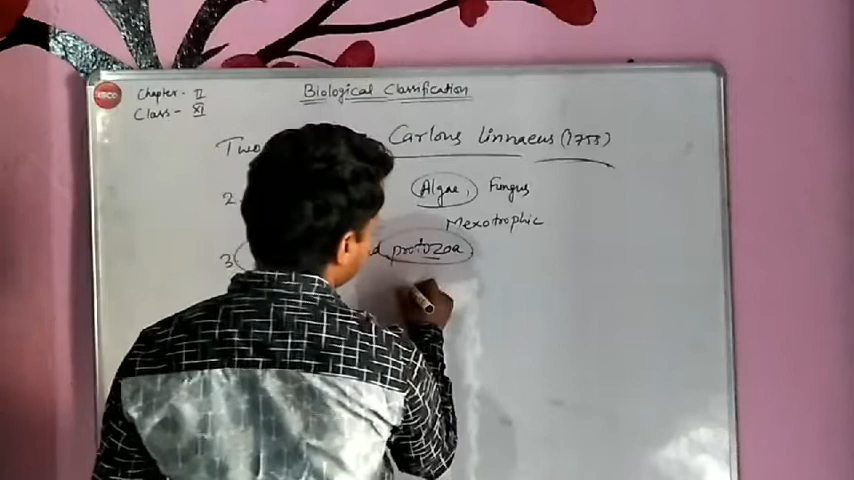 Chapter - II
Class - XI
Biological Classification
Two Carlous linnaeus (1753)
2. Algae, Fungus
Mexotrophic
3 protozoa